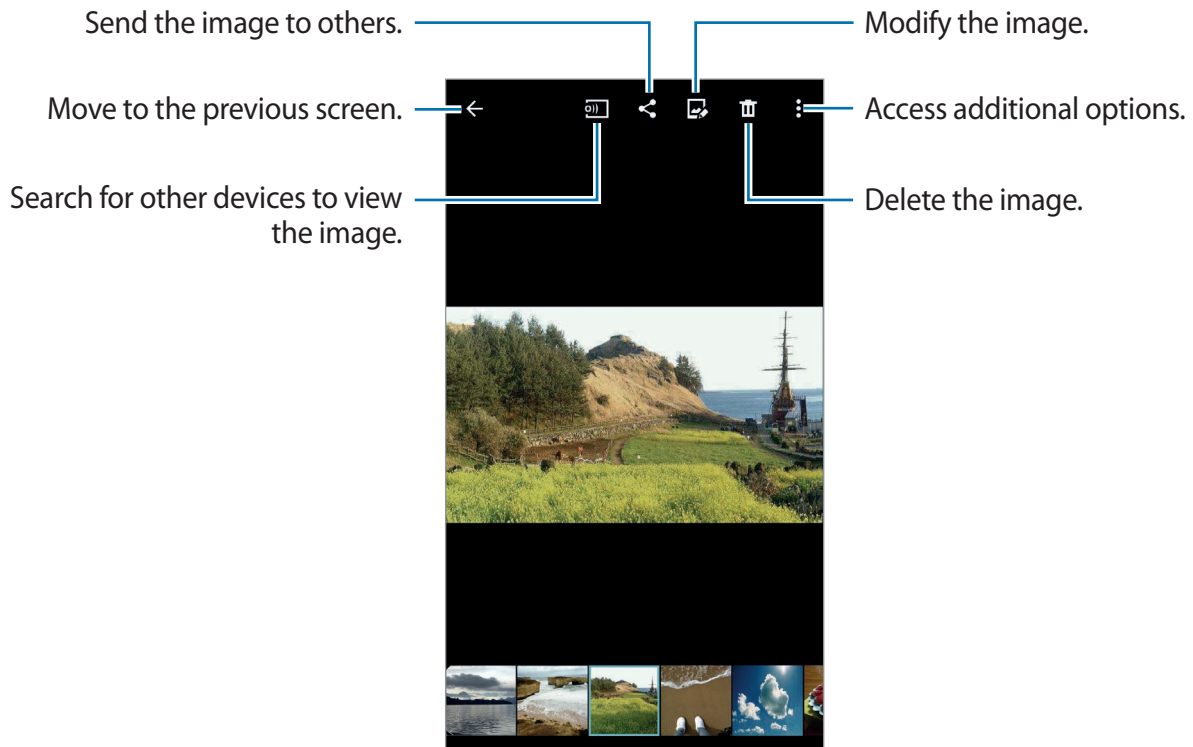 Send the image to others.
Modify the image.
Move to the previous screen.
Access additional options.
Search for other devices to view
the image.
Delete the image.